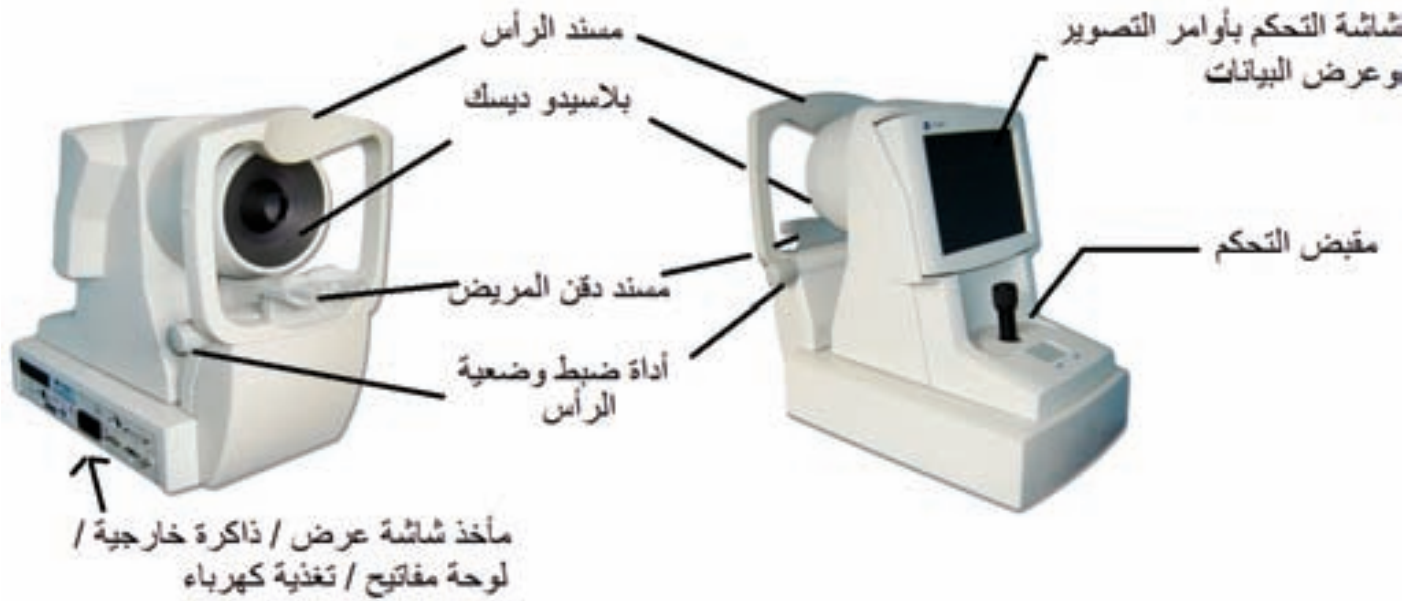 مسند الرأس
شاشة التحكم بأوامر التصوير
وعرض البيانات
بلاسيدو ديسك
مقبض التحكم
مسند دقن المريض
أداة ضبط وضعية
الرأس
مأخذ شاشة عرض / ذاكرة خارجية /
لوحة مفاتيح / تغذية كهرباء